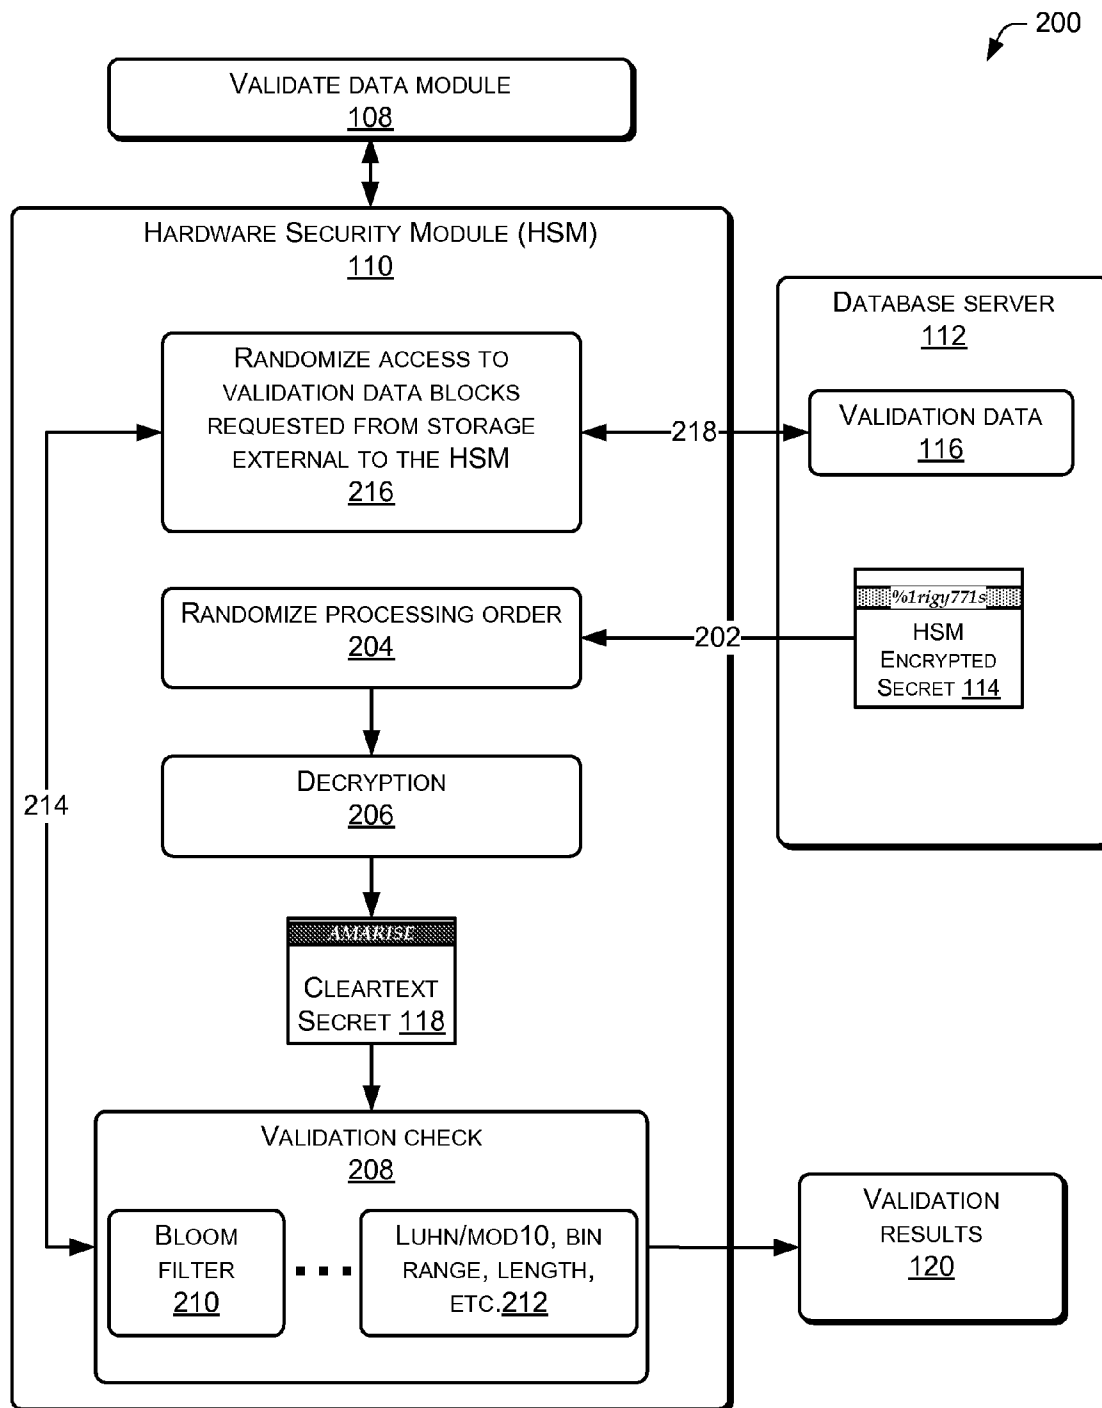 200
VALIDATE DATA MODULE
108
HARDWARE SECURITY MODULE (HSM)
110
RANDOMIZE ACCESS TO
VALIDATION DATA BLOCKS
REQUESTED FROM STORAGE
EXTERNAL TO THE HSM
216
218
DATABASE SERVER
112
VALIDATION DATA
116
%1rigy771s
HSM
ENCRYPTED
SECRET 114
202
RANDOMIZE PROCESSING ORDER
204
DECRYPTION
206
214
AMARISE
CLEARTEXT
SECRET 118
VALIDATION CHECK
208
BLOOM
FILTER
210
LUHN/MOD10, BIN
RANGE, LENGTH,
ETC.212
VALIDATION
RESULTS
120